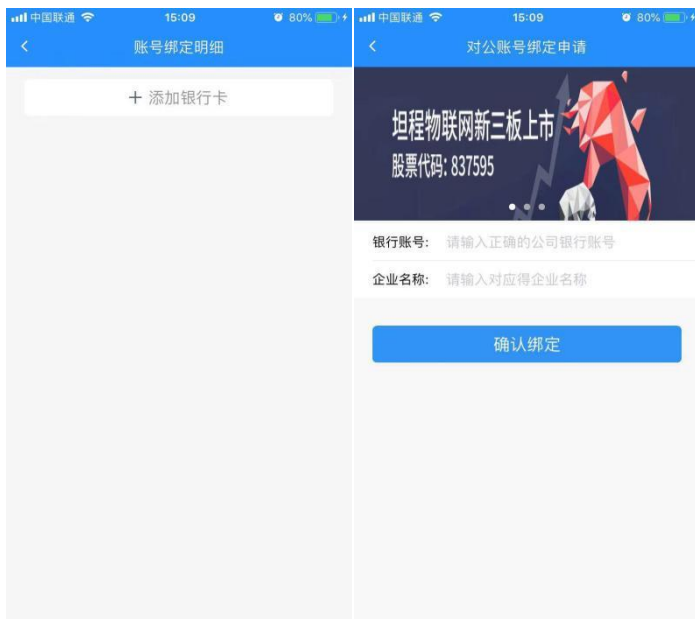 中国联通 15:09 80%
账号绑定明细
+ 添加银行卡
中国联通 15:09 80%
对公账号绑定申请
坦程物联网新三板上市
股票代码: 837595
银行账号: 请输入正确的公司银行账号
企业名称: 请输入对应得企业名称
确认绑定